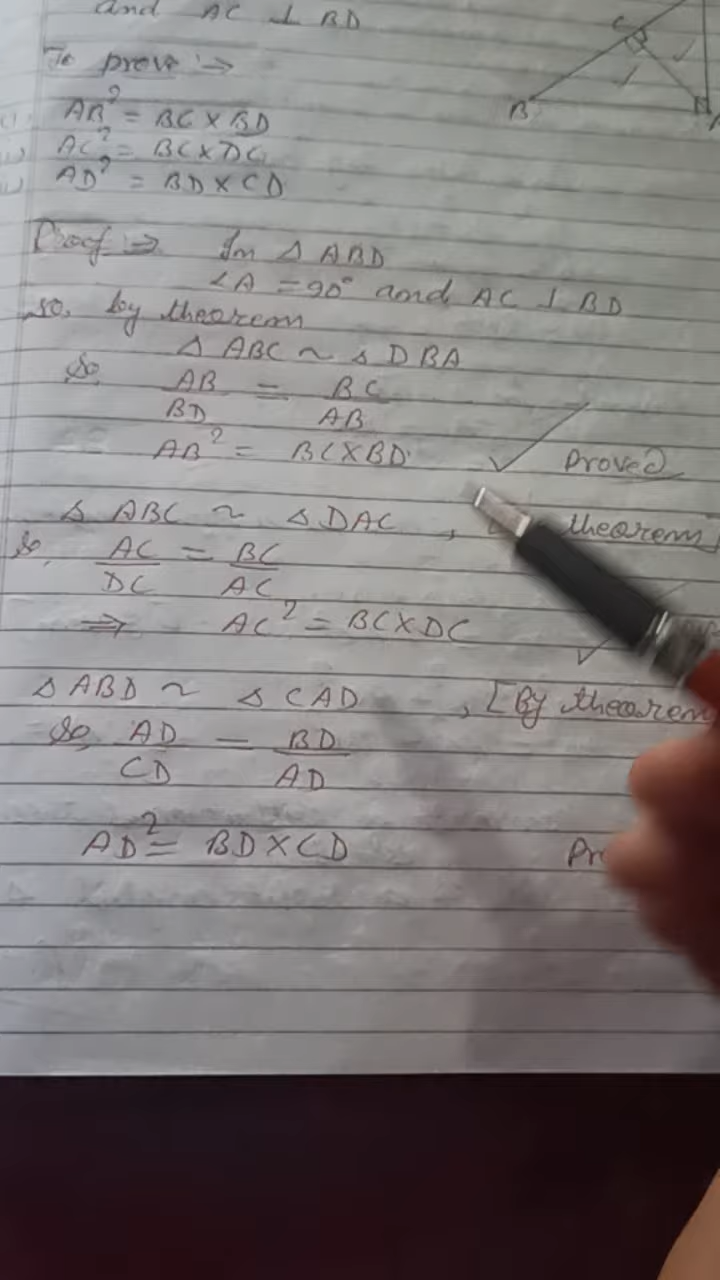 and AC ⊥ BD
C
B
To prove :→
AB² = BC X BD
AC² = BC X DC
AD² = BD X CD
Proof :→ In △ ABD
∠A = 90° and AC ⊥ BD
so, by theorem
△ ABC ~ △ DBA
So, AB/BD = BC/AB
AB² = BC X BD Proved
△ ABC ~ △ DAC , theorem]
So, AC/DC = BC/AC
⇒ AC² = BC X DC
△ ABD ~ △ CAD , [By theorem
So, AD/CD = BD/AD
AD² = BD X CD